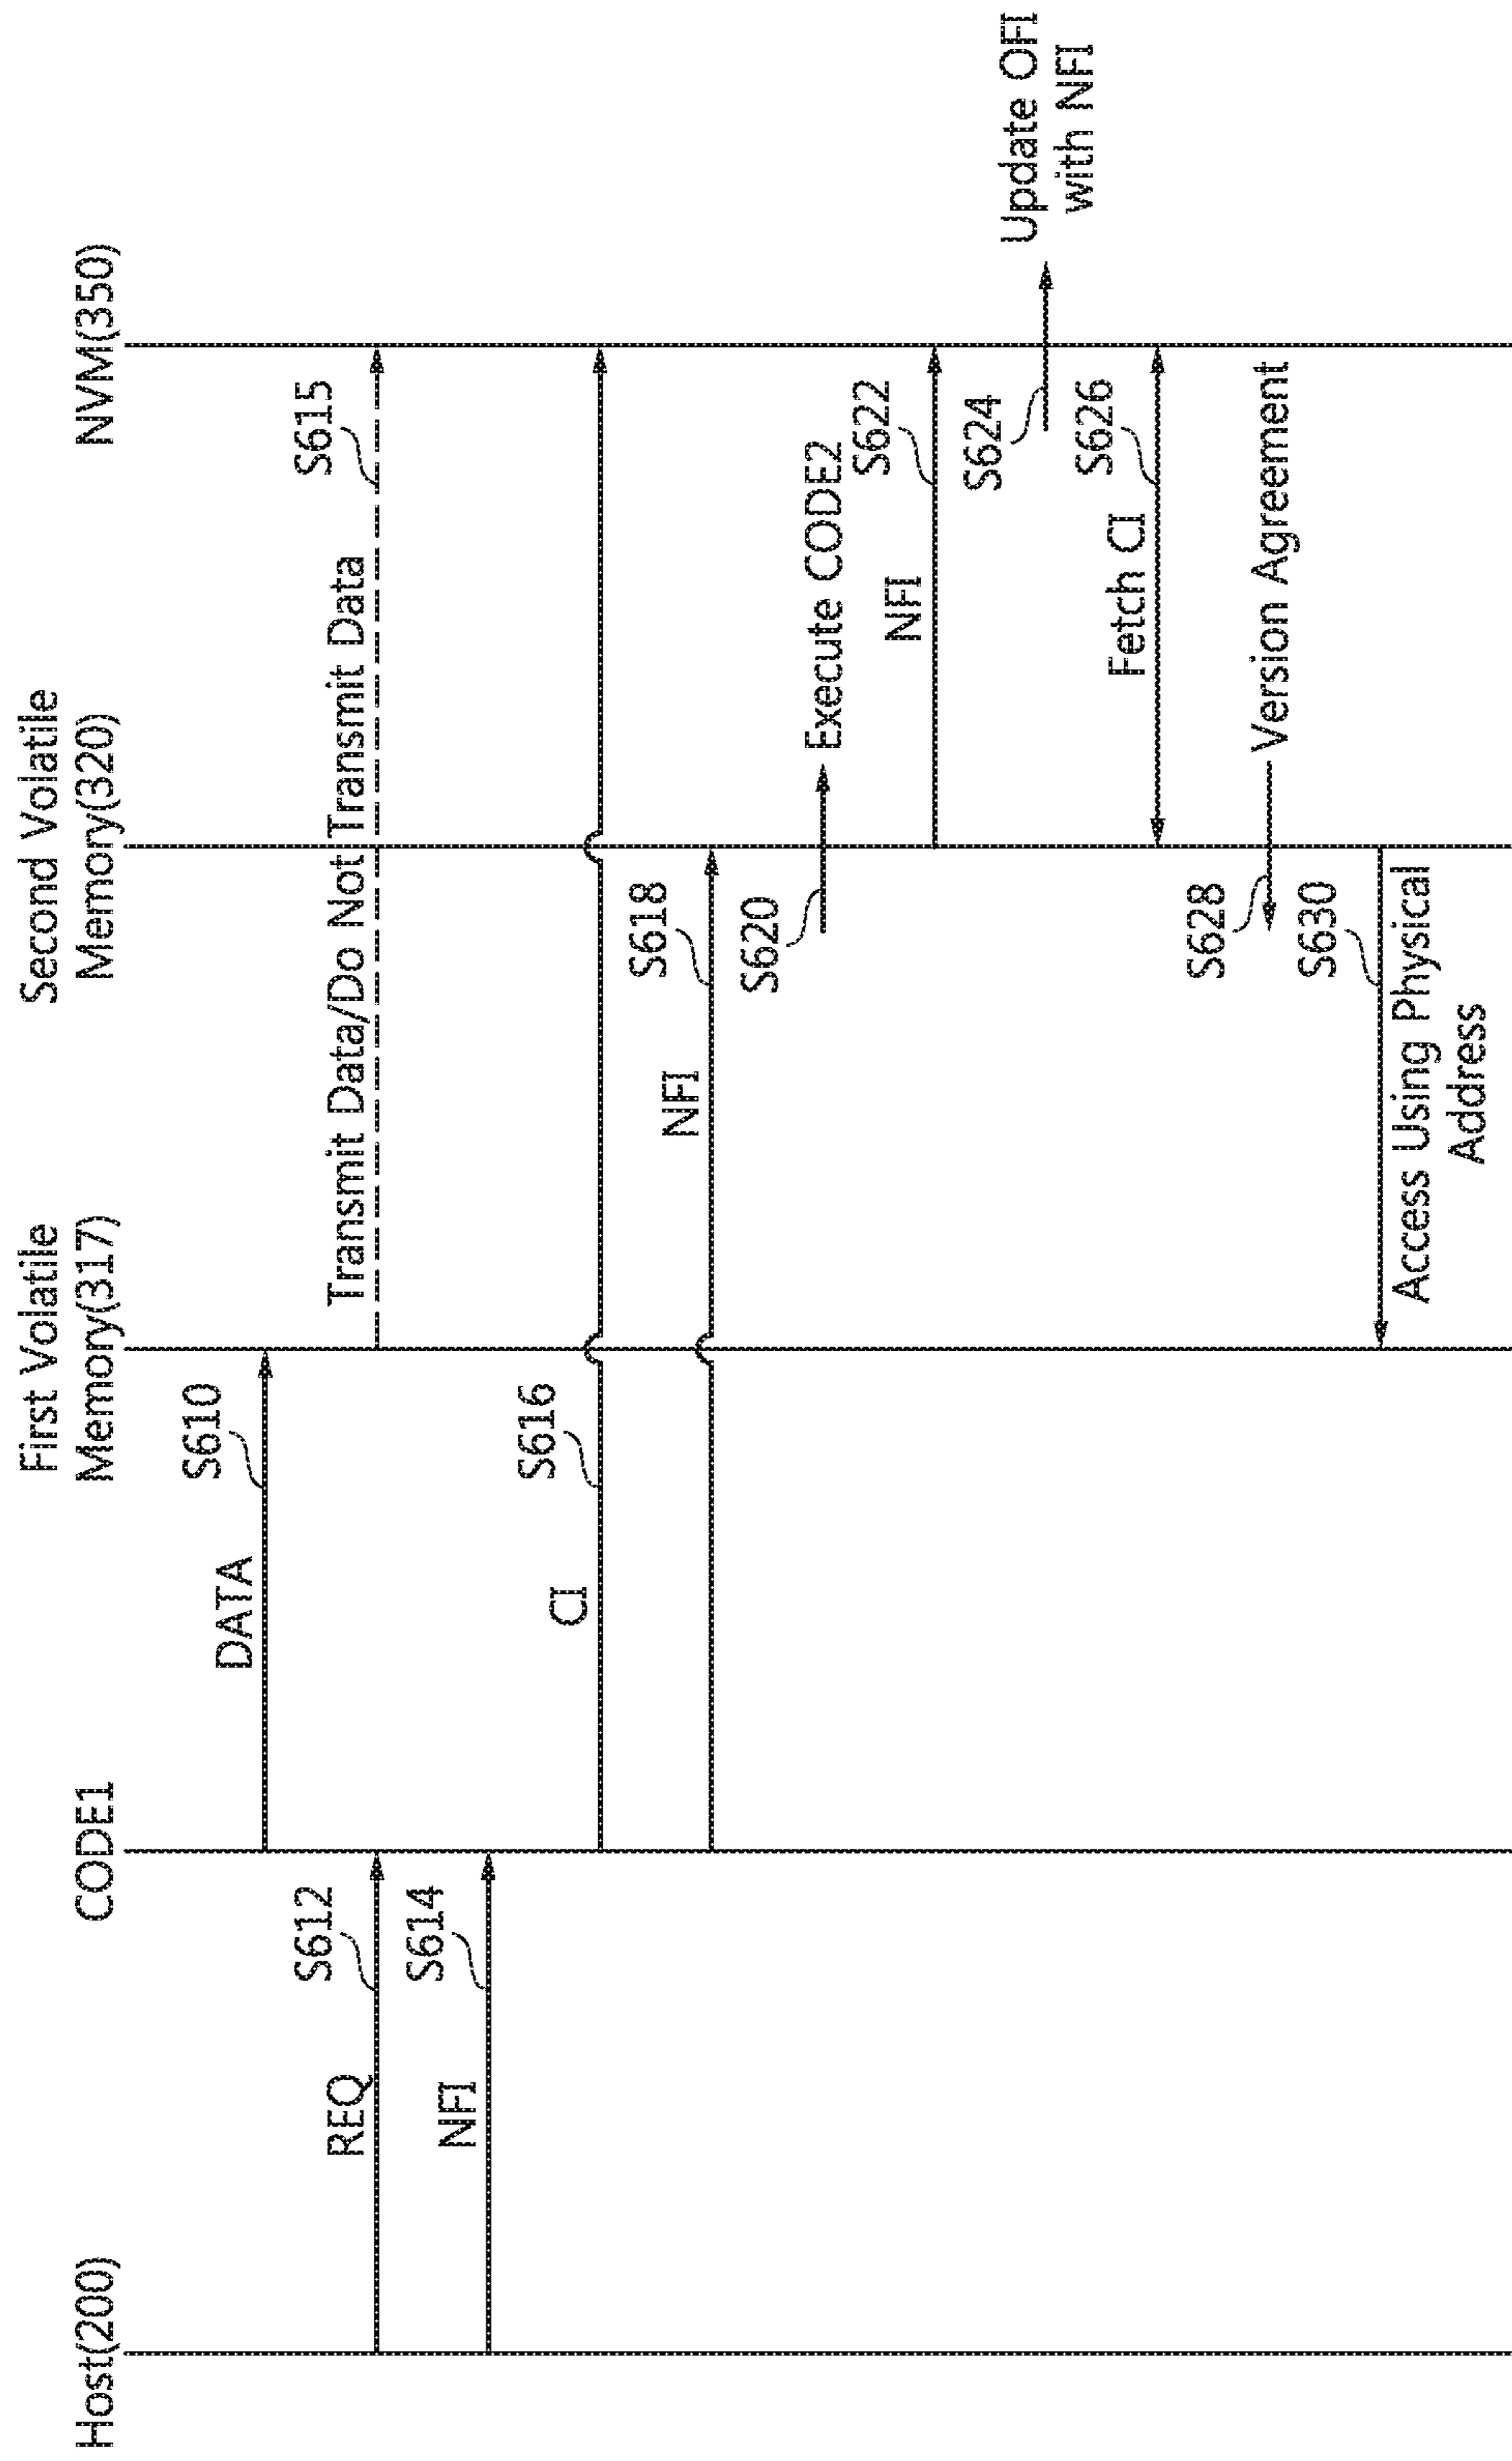 Host(200)
CODE1
First Volatile
Memory(317)
Second Volatile
Memory(320)
NVM(350)
DATA
S610
REQ
S612
Transmit Data/Do Not Transmit Data
S615
NFI
S614
CI
S616
NFI
S618
S620
Execute CODE2
NFI
S622
S624
Update OFI
with NFI
Fetch CI
S626
S628
Version Agreement
S630
Access Using Physical
Address